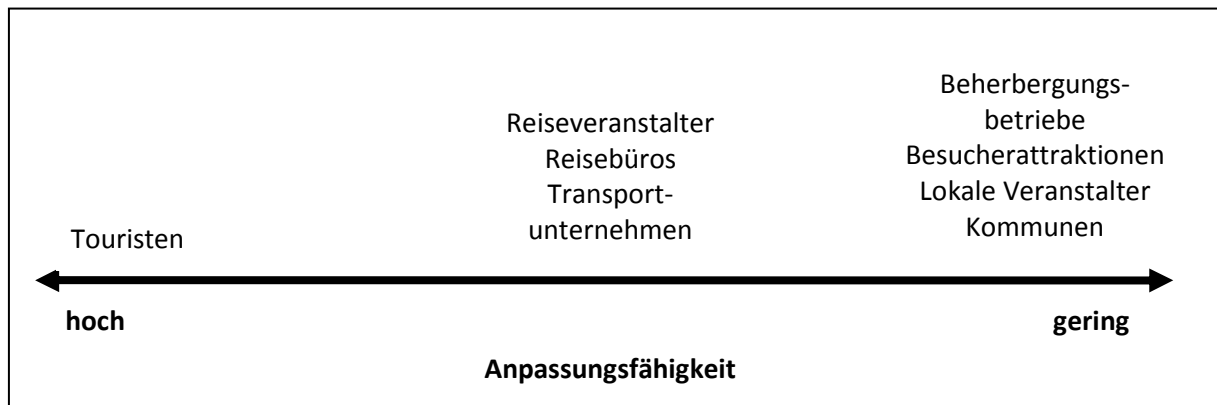 Touristen
Reiseveranstalter
Reisebüros
Transport-
unternehmen
Beherbergungs-
betriebe
Besucherattraktionen
Lokale Veranstalter
Kommunen
hoch
gering
Anpassungsfähigkeit